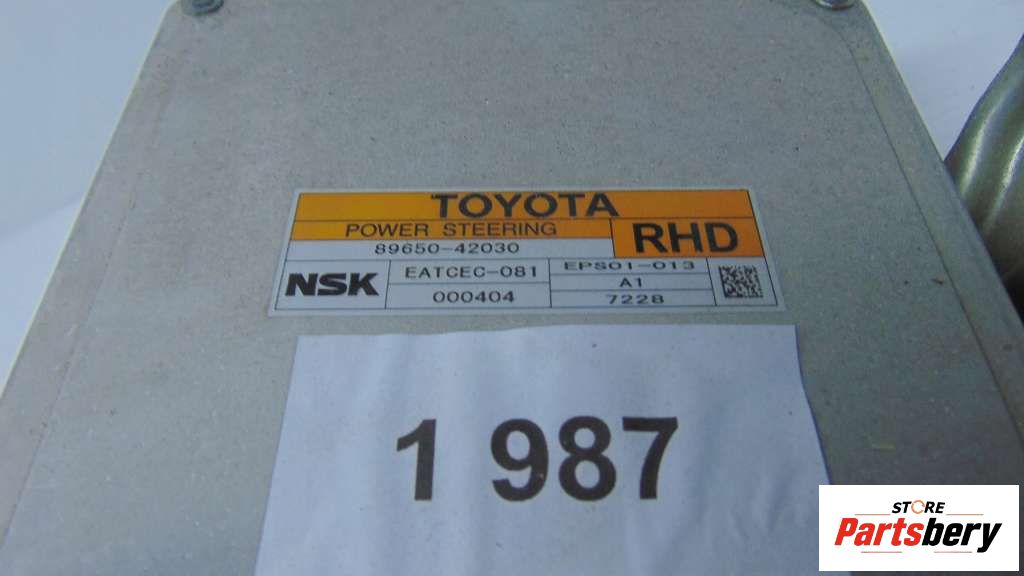 TOYOTA
POWER STEERING
RHD
89650-42030
NSK
EATCEC-081
EPS01-013
A1
000404
7228
1 987
STORE
Partsbery